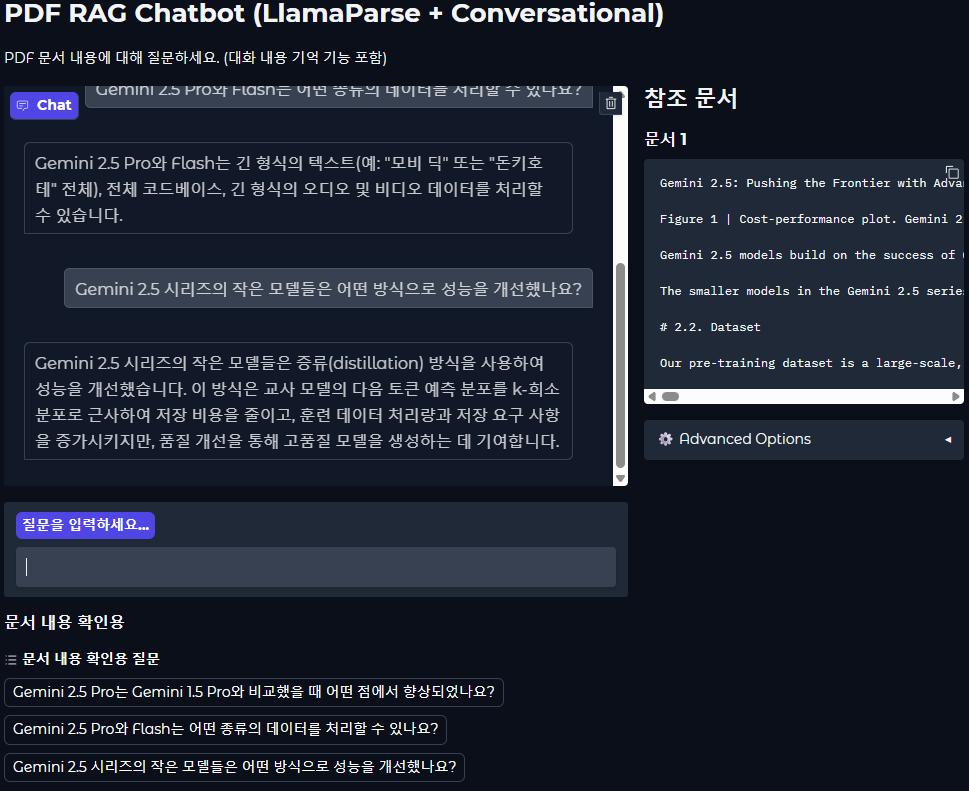 PDF RAG Chatbot (LlamaParse + Conversational)
PDF 문서 내용에 대해 질문하세요. (대화 내용 기억 기능 포함)
Chat
Gemini 2.5 Pro와 Flash는 어떤 종류의 데이터를 처리할 수 있나요?
Gemini 2.5 Pro와 Flash는 긴 형식의 텍스트(예: "모비 딕" 또는 "돈키호
테" 전체), 전체 코드베이스, 긴 형식의 오디오 및 비디오 데이터를 처리할
수 있습니다.
Gemini 2.5 시리즈의 작은 모델들은 어떤 방식으로 성능을 개선했나요?
Gemini 2.5 시리즈의 작은 모델들은 증류(distillation) 방식을 사용하여
성능을 개선했습니다. 이 방식은 교사 모델의 다음 토큰 예측 분포를 k-희소
분포로 근사하여 저장 비용을 줄이고, 훈련 데이터 처리량과 저장 요구 사항
을 증가시키지만, 품질 개선을 통해 고품질 모델을 생성하는 데 기여합니다.
질문을 입력하세요...
문서 내용 확인용
문서 내용 확인용 질문
Gemini 2.5 Pro는 Gemini 1.5 Pro와 비교했을 때 어떤 점에서 향상되었나요?
Gemini 2.5 Pro와 Flash는 어떤 종류의 데이터를 처리할 수 있나요?
Gemini 2.5 시리즈의 작은 모델들은 어떤 방식으로 성능을 개선했나요?
참조 문서
문서 1
Gemini 2.5: Pushing the Frontier with Adva
Figure 1 | Cost-performance plot. Gemini 2
Gemini 2.5 models build on the success of
The smaller models in the Gemini 2.5 serie
# 2.2. Dataset
Our pre-training dataset is a large-scale,
Advanced Options